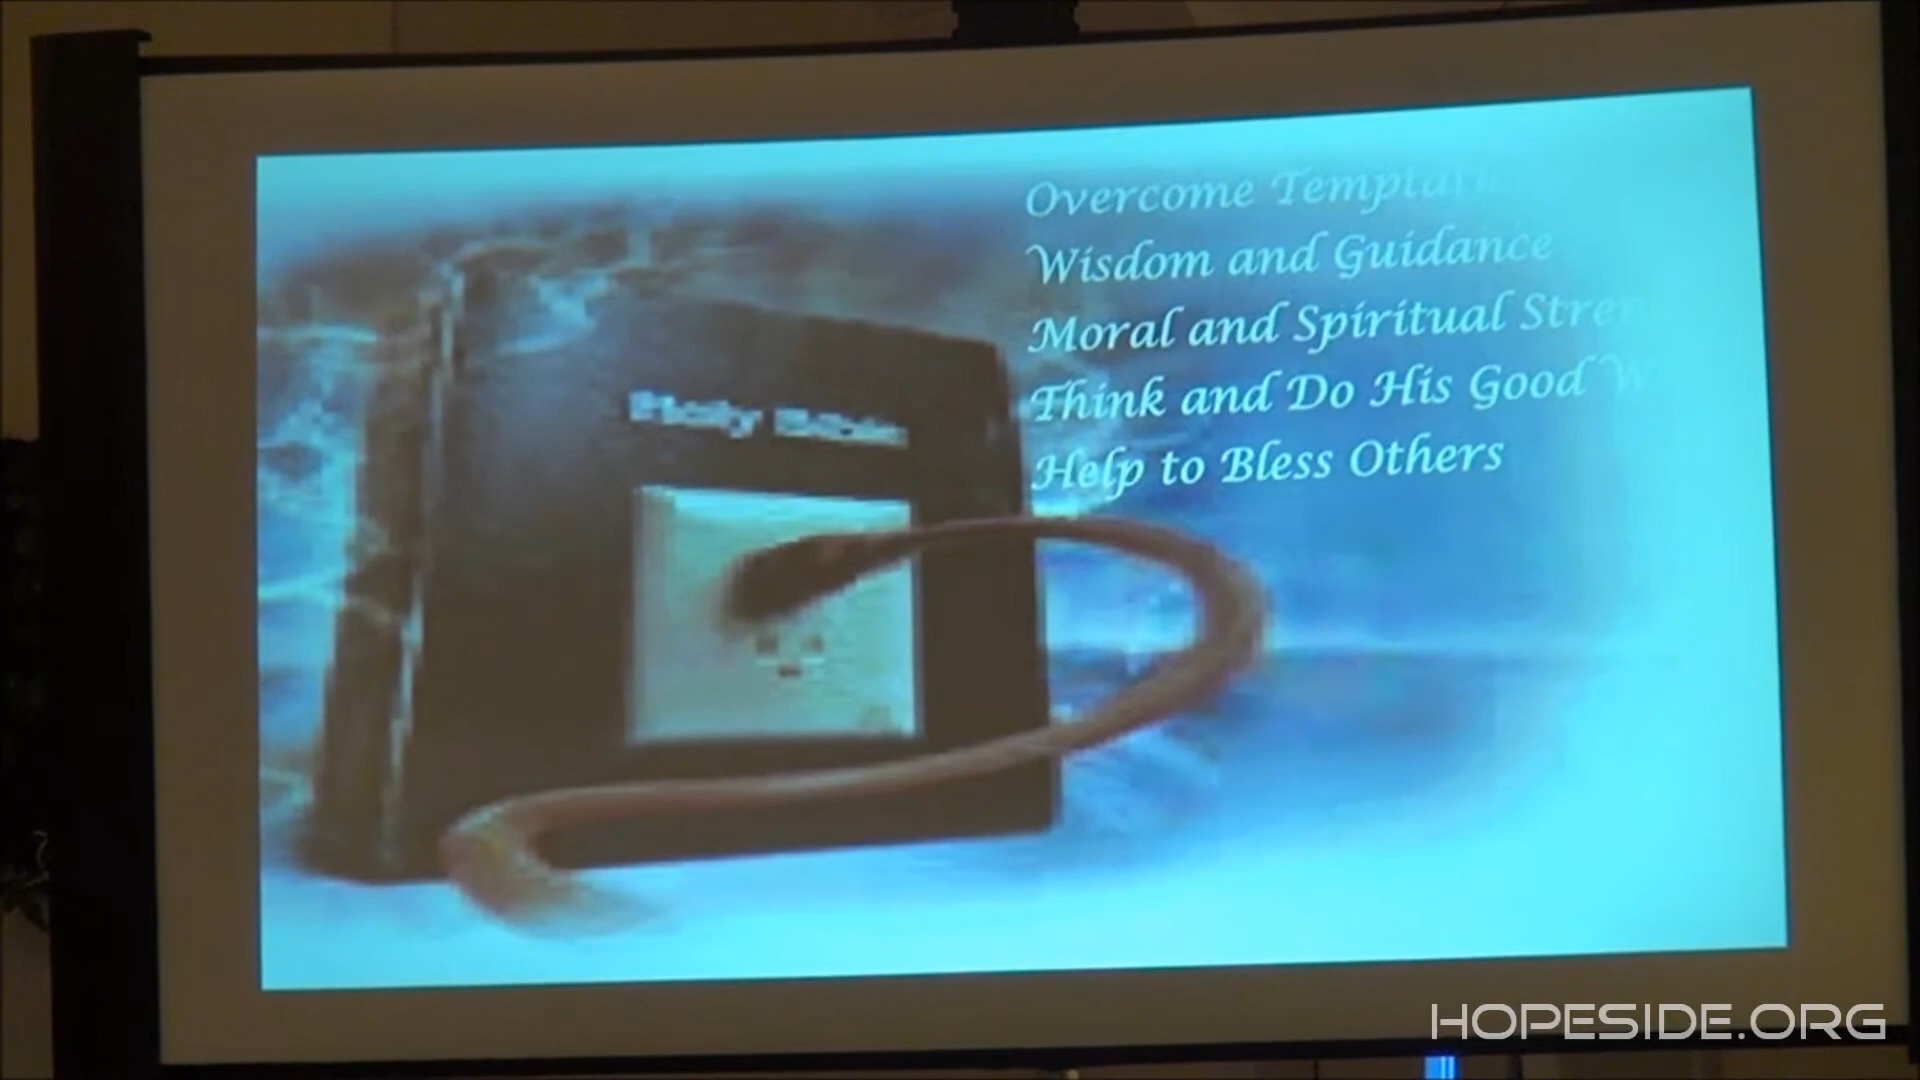 Overcome
Wisdom and Guidance
Moral and Spiritual
Think and Do His Good
Help to Bless Others
Holy
HOPESIDE.ORG